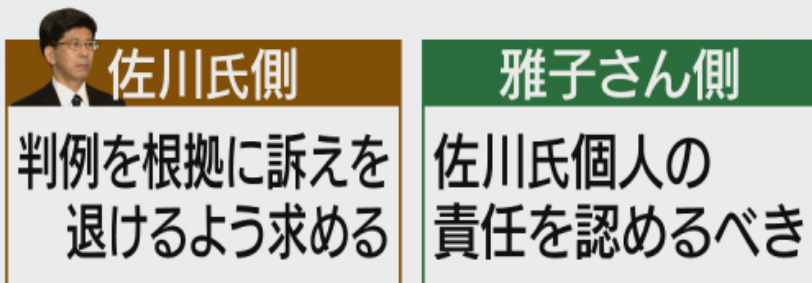 佐川氏側
判例を根拠に訴えを
退けるよう求める
雅子さん側
佐川氏個人の
責任を認めるべき